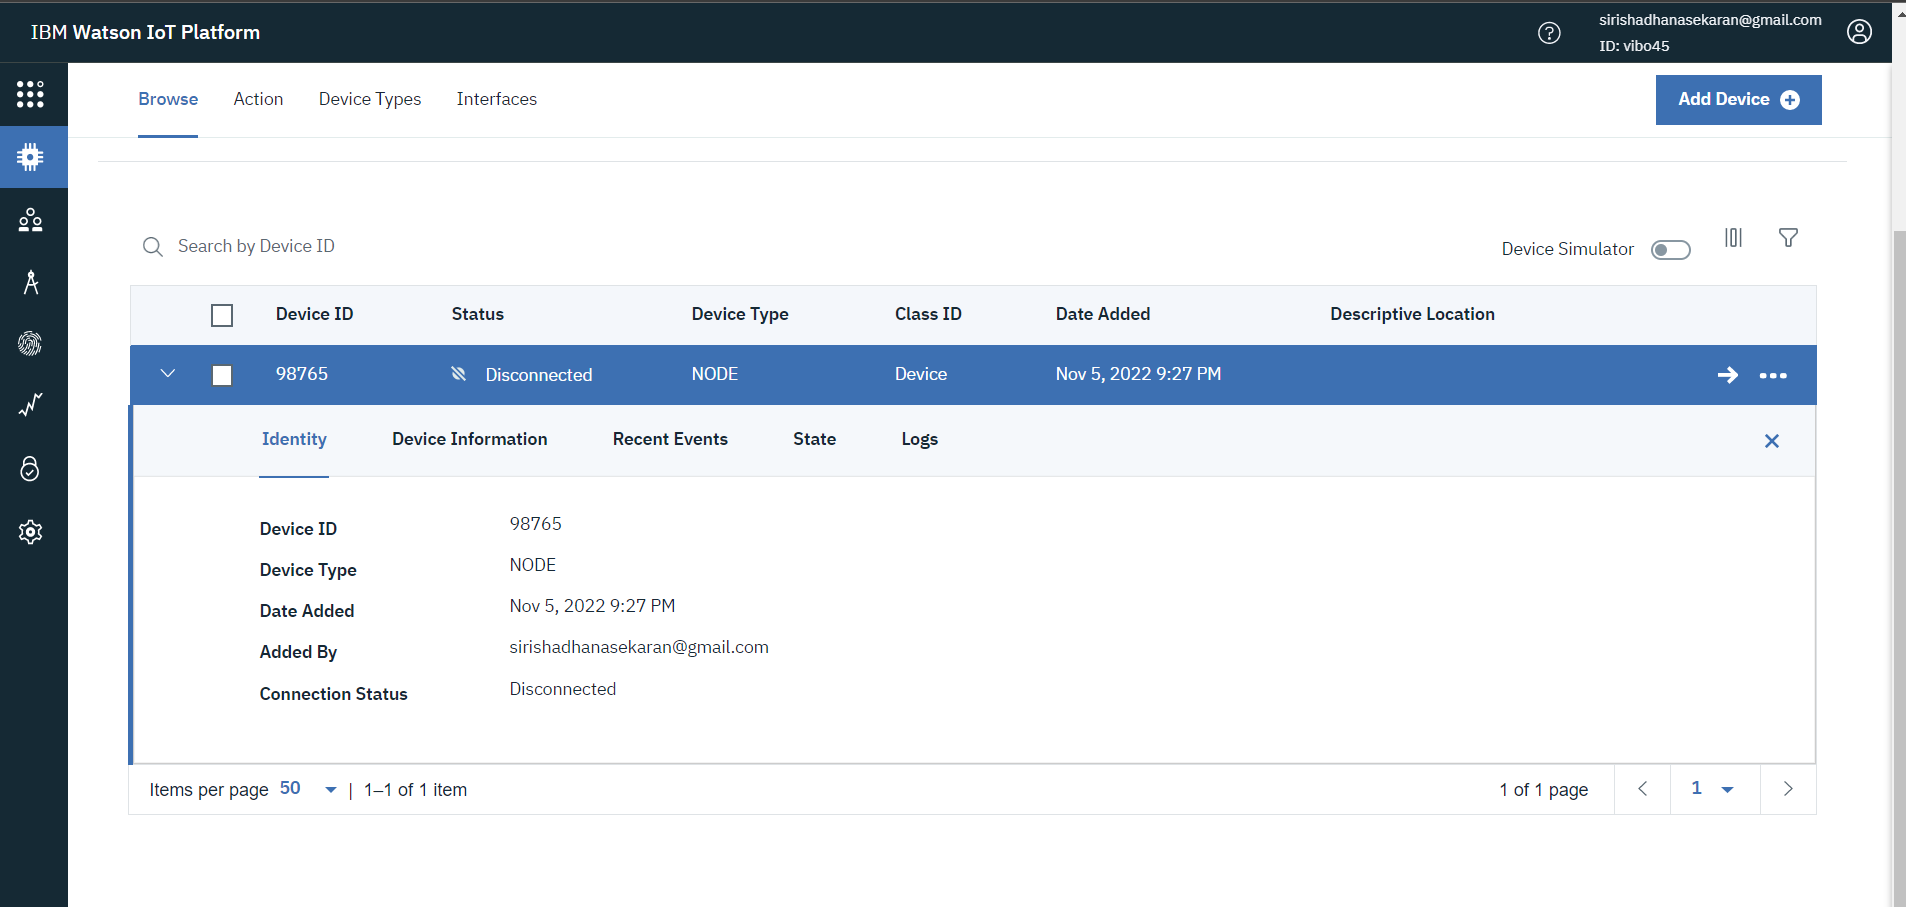 IBM Watson IoT Platform
sirishadhanasekaran@gmail.com
ID: vibo45
Browse Action Device Types Interfaces
Add Device
Search by Device ID
Device Simulator
Device ID Status Device Type Class ID Date Added Descriptive Location
98765 Disconnected NODE Device Nov 5, 2022 9:27 PM
Identity Device Information Recent Events State Logs
Device ID 98765
Device Type NODE
Date Added Nov 5, 2022 9:27 PM
Added By sirishadhanasekaran@gmail.com
Connection Status Disconnected
Items per page 50 | 1–1 of 1 item 1 of 1 page 1